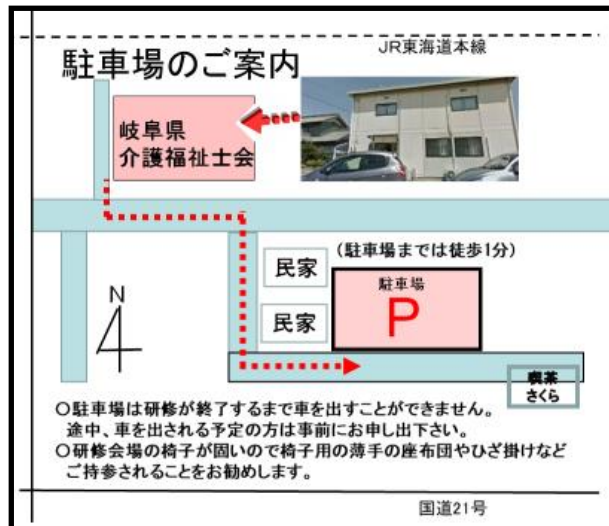 JR東海道本線
駐車場のご案内
岐阜県
介護福祉士会
(駐車場までは徒歩1分)
民家
駐車場
P
民家
N
喫茶
さくら
○駐車場は研修が終了するまで車を出すことができません。
途中、車を出される予定の方は事前にお申し出下さい。
○研修会場の椅子が固いので椅子用の薄手の座布団やひざ掛けなど
ご持参されることをお勧めします。
国道21号